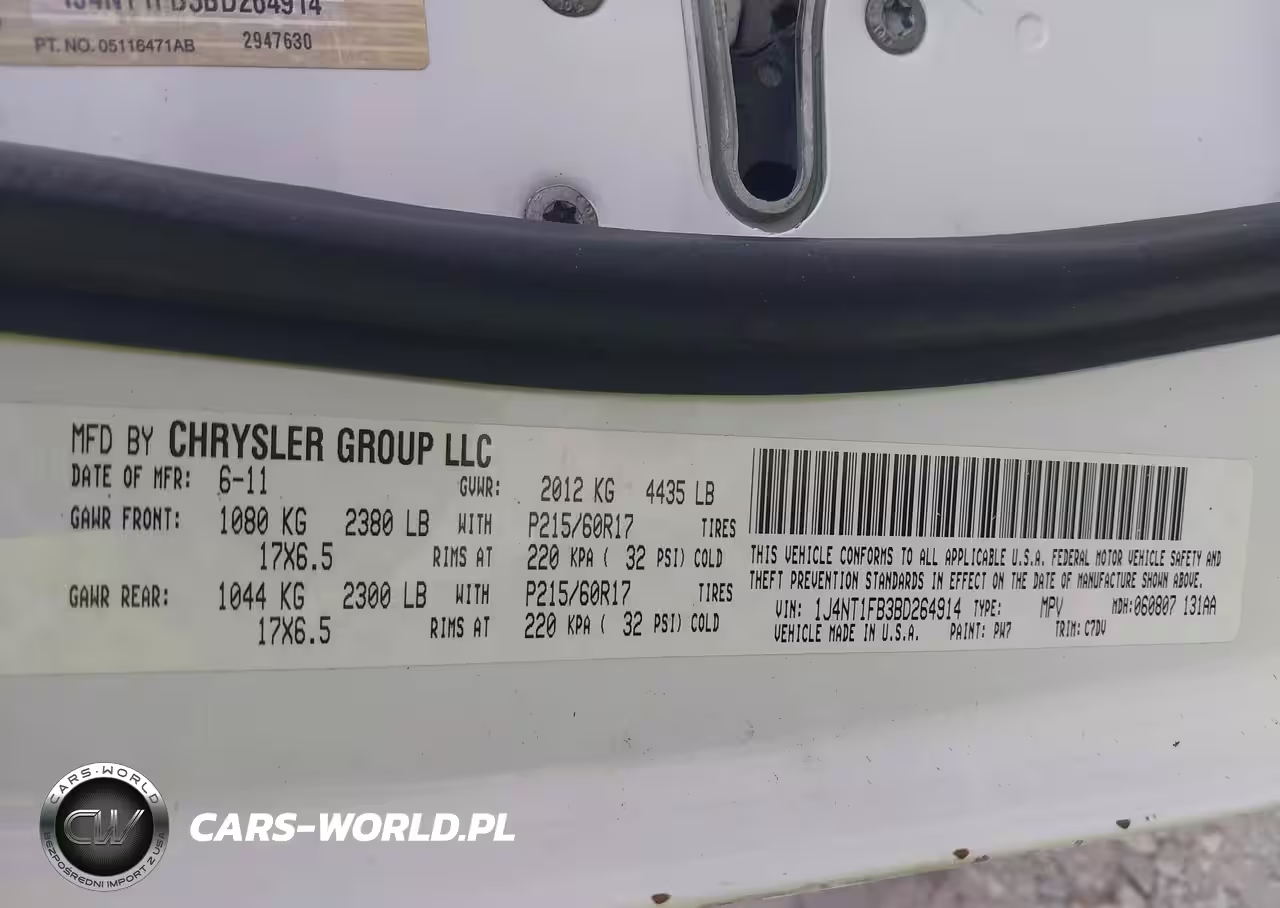 1J4NT1FB3BD264914
PT. NO. 05116471AB 2947630
MFD BY CHRYSLER GROUP LLC
DATE OF MFR: 6-11 GVWR: 2012 KG 4435 LB
GAWR FRONT: 1080 KG 2380 LB WITH P215/60R17 TIRES
17X6.5 RIMS AT 220 KPA ( 32 PSI) COLD
GAWR REAR: 1044 KG 2300 LB WITH P215/60R17 TIRES
17X6.5 RIMS AT 220 KPA ( 32 PSI) COLD
THIS VEHICLE CONFORMS TO ALL APPLICABLE U.S.A. FEDERAL MOTOR VEHICLE SAFETY AND
THEFT PREVENTION STANDARDS IN EFFECT ON THE DATE OF MANUFACTURE SHOWN ABOVE.
VIN: 1J4NT1FB3BD264914 TYPE: MPV MDH:060807 131AA
VEHICLE MADE IN U.S.A. PAINT: PW7 TRIM: C7DV
CARS-WORLD
CW
BEZPOŚREDNI IMPORT Z USA
CARS-WORLD.PL